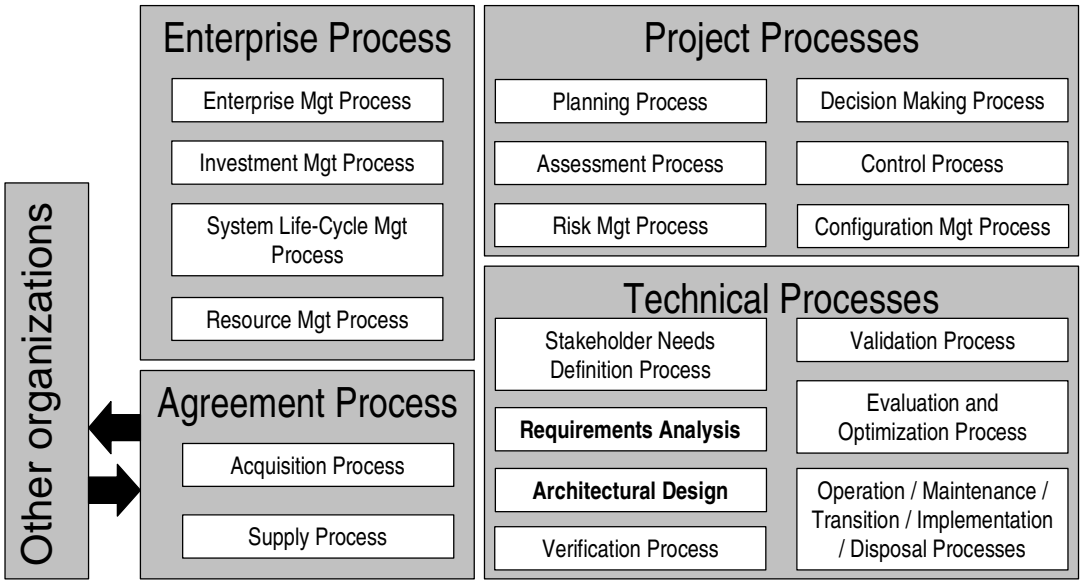 Other organizations
Enterprise Process
Enterprise Mgt Process
Investment Mgt Process
System Life-Cycle Mgt
Process
Resource Mgt Process
Agreement Process
Acquisition Process
Supply Process
Project Processes
Planning Process
Assessment Process
Risk Mgt Process
Decision Making Process
Control Process
Configuration Mgt Process
Technical Processes
Stakeholder Needs
Definition Process
Requirements Analysis
Architectural Design
Verification Process
Validation Process
Evaluation and
Optimization Process
Operation / Maintenance /
Transition / Implementation
/ Disposal Processes